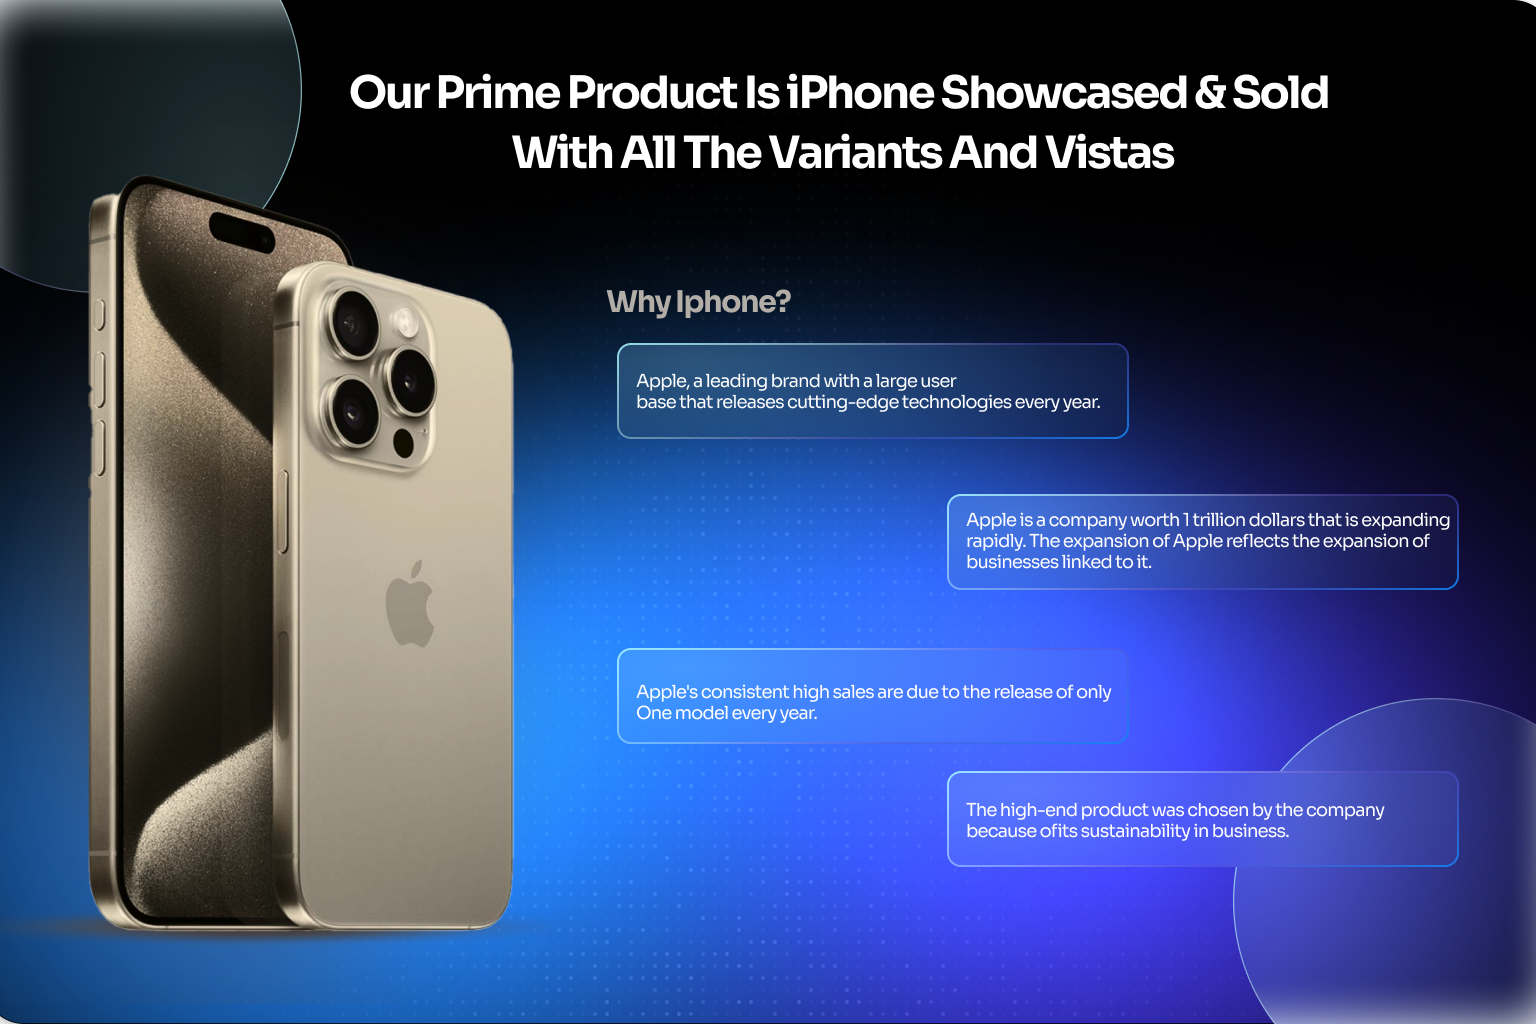 Our Prime Product Is iPhone Showcased & Sold
With All The Variants And Vistas
Why Iphone?
Apple, a leading brand with a large user
base that releases cutting-edge technologies every year.
Apple is a company worth 1 trillion dollars that is expanding
rapidly. The expansion of Apple reflects the expansion of
businesses linked to it.
Apple's consistent high sales are due to the release of only
One model every year.
The high-end product was chosen by the company
because ofits sustainability in business.